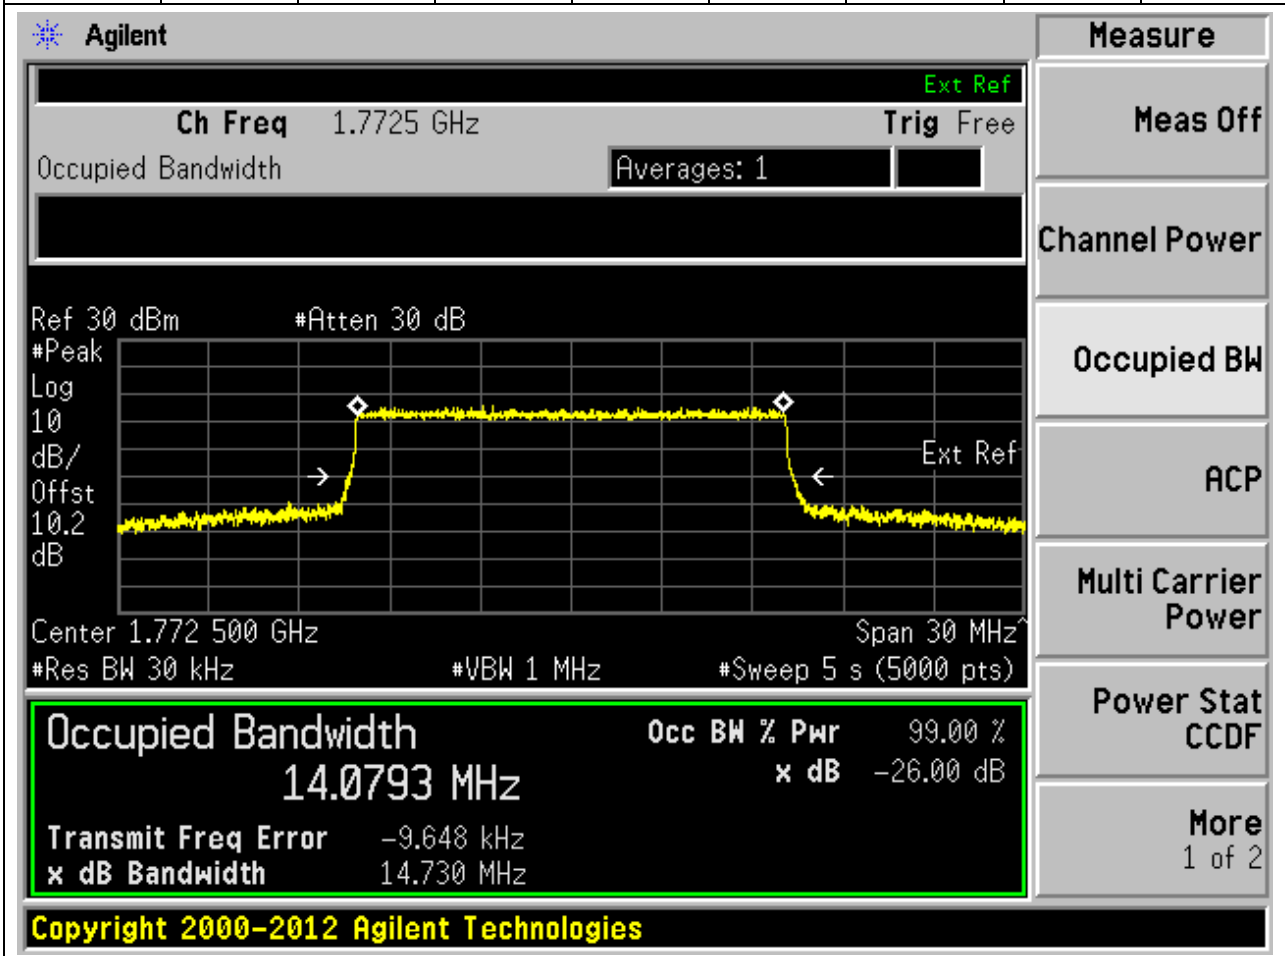 Agilent
Measure
Ext Ref
Ch Freq 1.7725 GHz Trig Free
Meas Off
Occupied Bandwidth Averages: 1
Channel Power
Ref 30 dBm #Atten 30 dB
#Peak
Log
10
dB/
Offst
10.2
dB
Ext Ref
Occupied BW
ACP
Center 1.772 500 GHz Span 30 MHz^
#Res BW 30 kHz #VBW 1 MHz #Sweep 5 s (5000 pts)
Multi Carrier
Power
Occupied Bandwidth Occ BW % Pwr 99.00 %
14.0793 MHz x dB -26.00 dB
Transmit Freq Error -9.648 kHz
x dB Bandwidth 14.730 MHz
Power Stat
CCDF
More
1 of 2
Copyright 2000-2012 Agilent Technologies